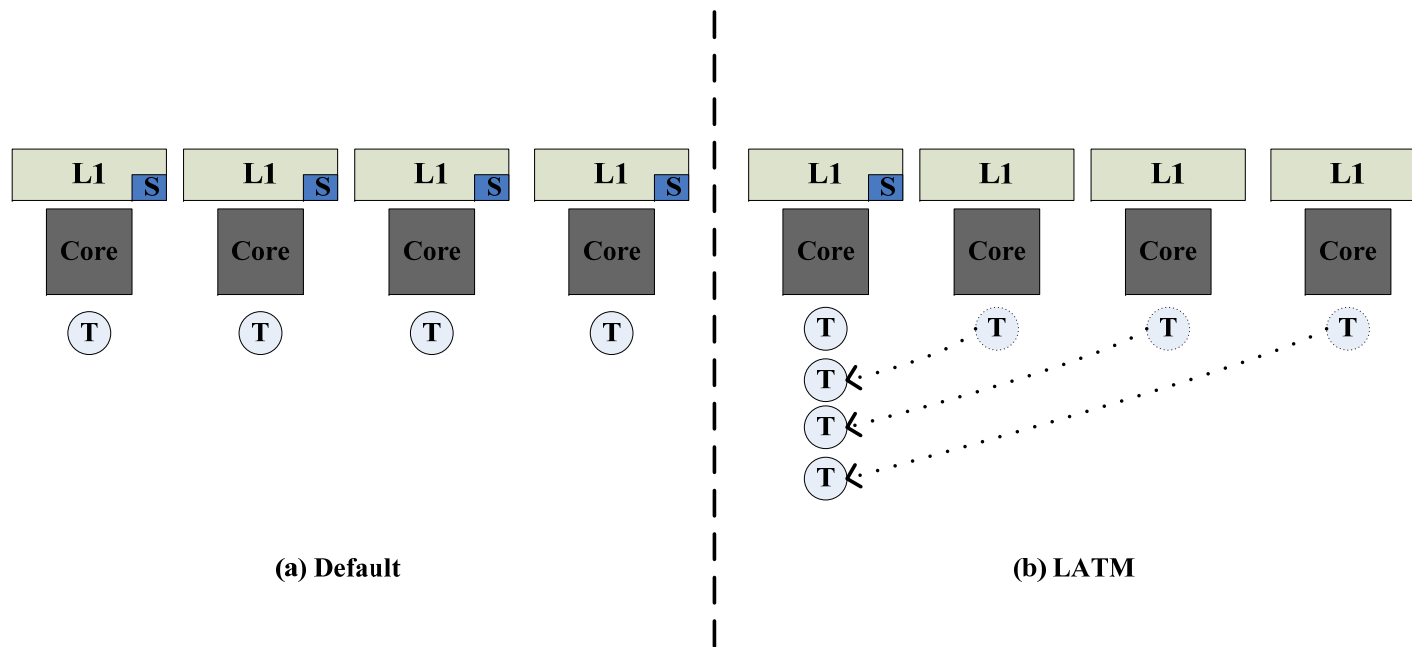 L1 S L1 S L1 S L1 S L1 S L1 L1 L1
Core Core Core Core Core Core Core Core
T T T T T T T T
T
T
T
(a) Default (b) LATM